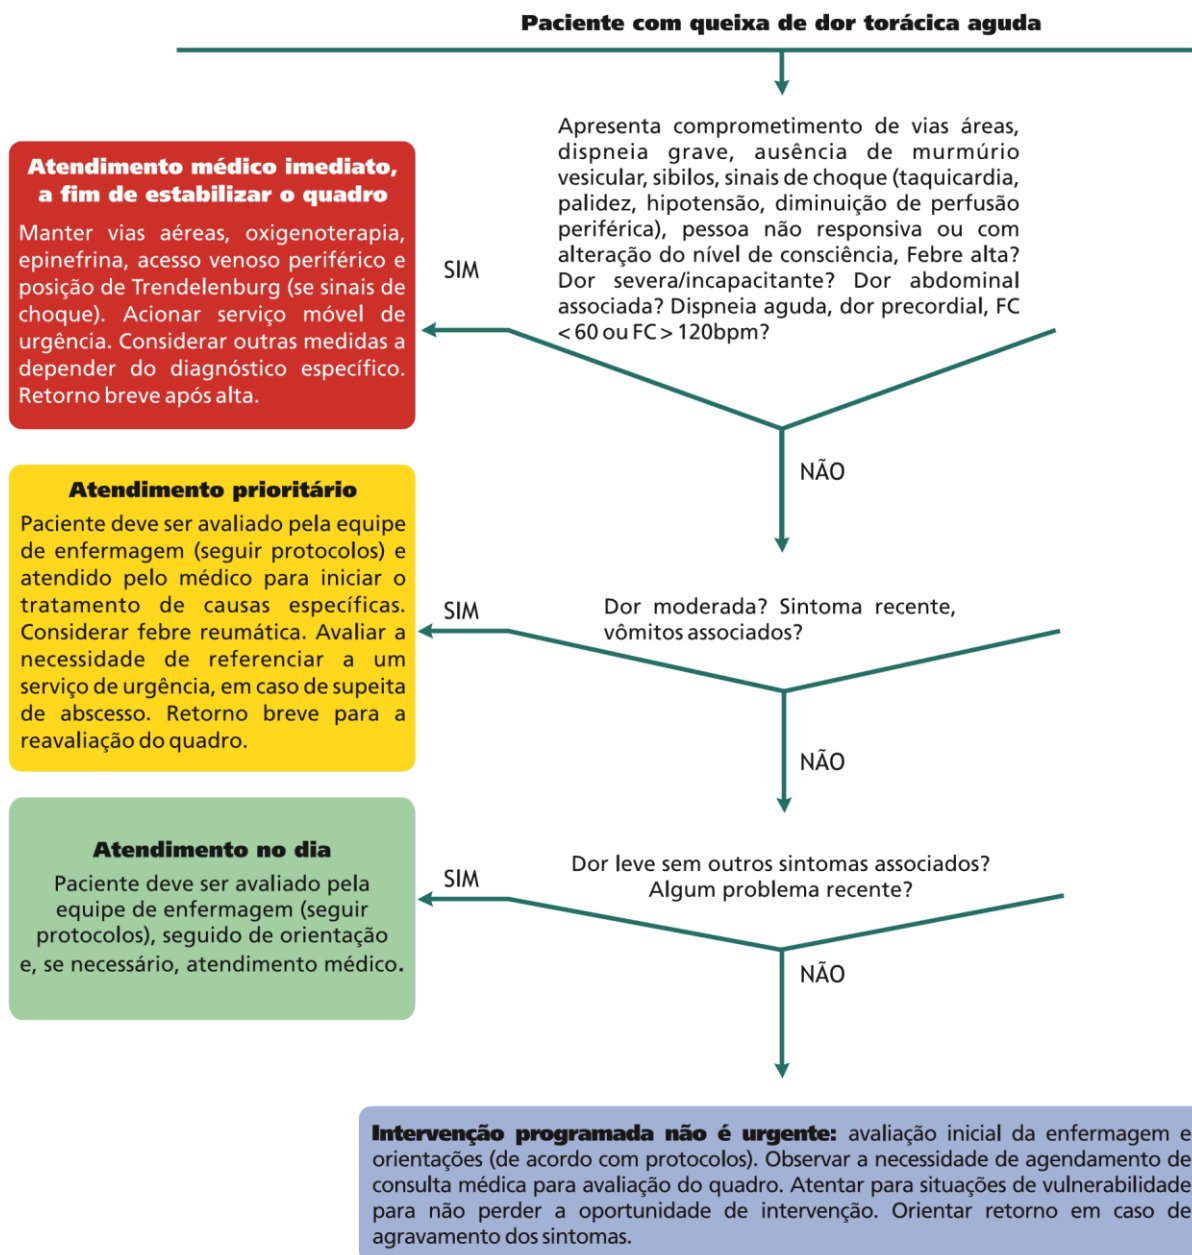 Paciente com queixa de dor torácica aguda
Apresenta comprometimento de vias áreas,
dispneia grave, ausência de murmúrio
vesicular, sibilos, sinais de choque (taquicardia,
palidez, hipotensão, diminuição de perfusão
periférica), pessoa não responsiva ou com
alteração do nível de consciência, Febre alta?
Dor severa/incapacitante? Dor abdominal
associada? Dispneia aguda, dor precordial, FC
< 60 ou FC > 120bpm?
SIM
Atendimento médico imediato,
a fim de estabilizar o quadro
Manter vias aéreas, oxigenoterapia,
epinefrina, acesso venoso periférico e
posição de Trendelenburg (se sinais de
choque). Acionar serviço móvel de
urgência. Considerar outras medidas a
depender do diagnóstico específico.
Retorno breve após alta.
NÃO
Dor moderada? Sintoma recente,
vômitos associados?
SIM
Atendimento prioritário
Paciente deve ser avaliado pela equipe
de enfermagem (seguir protocolos) e
atendido pelo médico para iniciar o
tratamento de causas específicas.
Considerar febre reumática. Avaliar a
necessidade de referenciar a um
serviço de urgência, em caso de supeita
de abscesso. Retorno breve para a
reavaliação do quadro.
NÃO
Dor leve sem outros sintomas associados?
Algum problema recente?
SIM
Atendimento no dia
Paciente deve ser avaliado pela
equipe de enfermagem (seguir
protocolos), seguido de orientação
e, se necessário, atendimento médico.
NÃO
Intervenção programada não é urgente: avaliação inicial da enfermagem e
orientações (de acordo com protocolos). Observar a necessidade de agendamento de
consulta médica para avaliação do quadro. Atentar para situações de vulnerabilidade
para não perder a oportunidade de intervenção. Orientar retorno em caso de
agravamento dos sintomas.